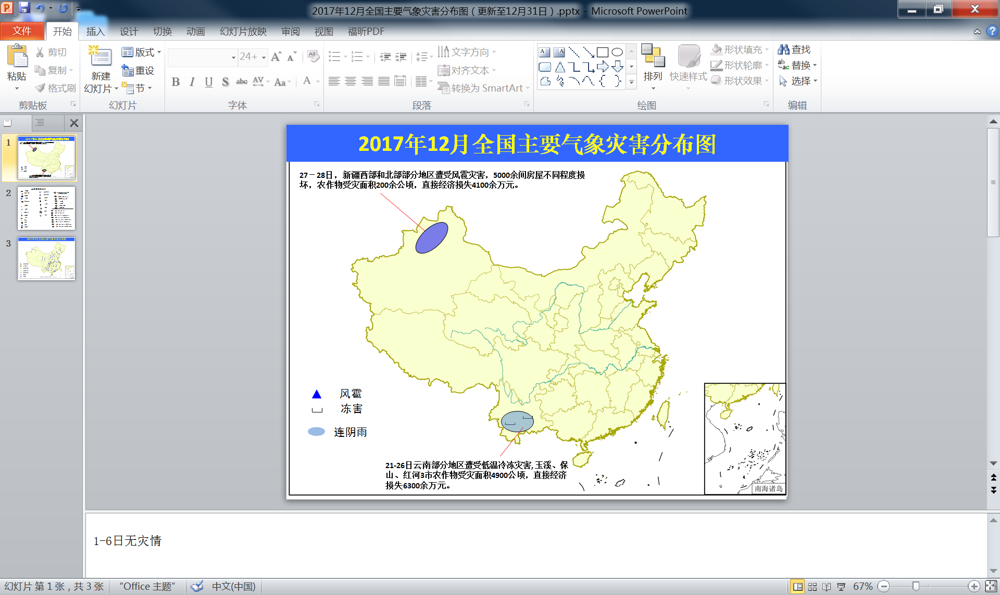 2017年12月全国主要气象灾害分布图（更新至12月31日）.pptx - Microsoft PowerPoint
文件 开始 插入 设计 切换 动画 幻灯片放映 审阅 视图 福昕PDF
粘贴
剪切
复制
格式刷
剪贴板
新建
幻灯片
版式
重设
节
幻灯片
24+
B I U S abc AV Aa A
字体
文字方向
对齐文本
转换为 SmartArt
段落
排列
快速样式
形状填充
形状轮廓
形状效果
绘图
查找
替换
选择
编辑
1
2
3
2017年12月全国主要气象灾害分布图
27－28日，新疆西部和北部部分地区遭受风雹灾害，5000余间房屋不同程度损
坏，农作物受灾面积200余公顷，直接经济损失4100余万元。
风雹
冻害
连阴雨
21-26日云南部分地区遭受低温冷冻灾害,玉溪、保
山、红河3市农作物受灾面积4900公顷，直接经济
损失6300余万元。
南海诸岛
1-6日无灾情
幻灯片 第 1 张，共 3 张 “Office 主题” 中文(中国) 67%